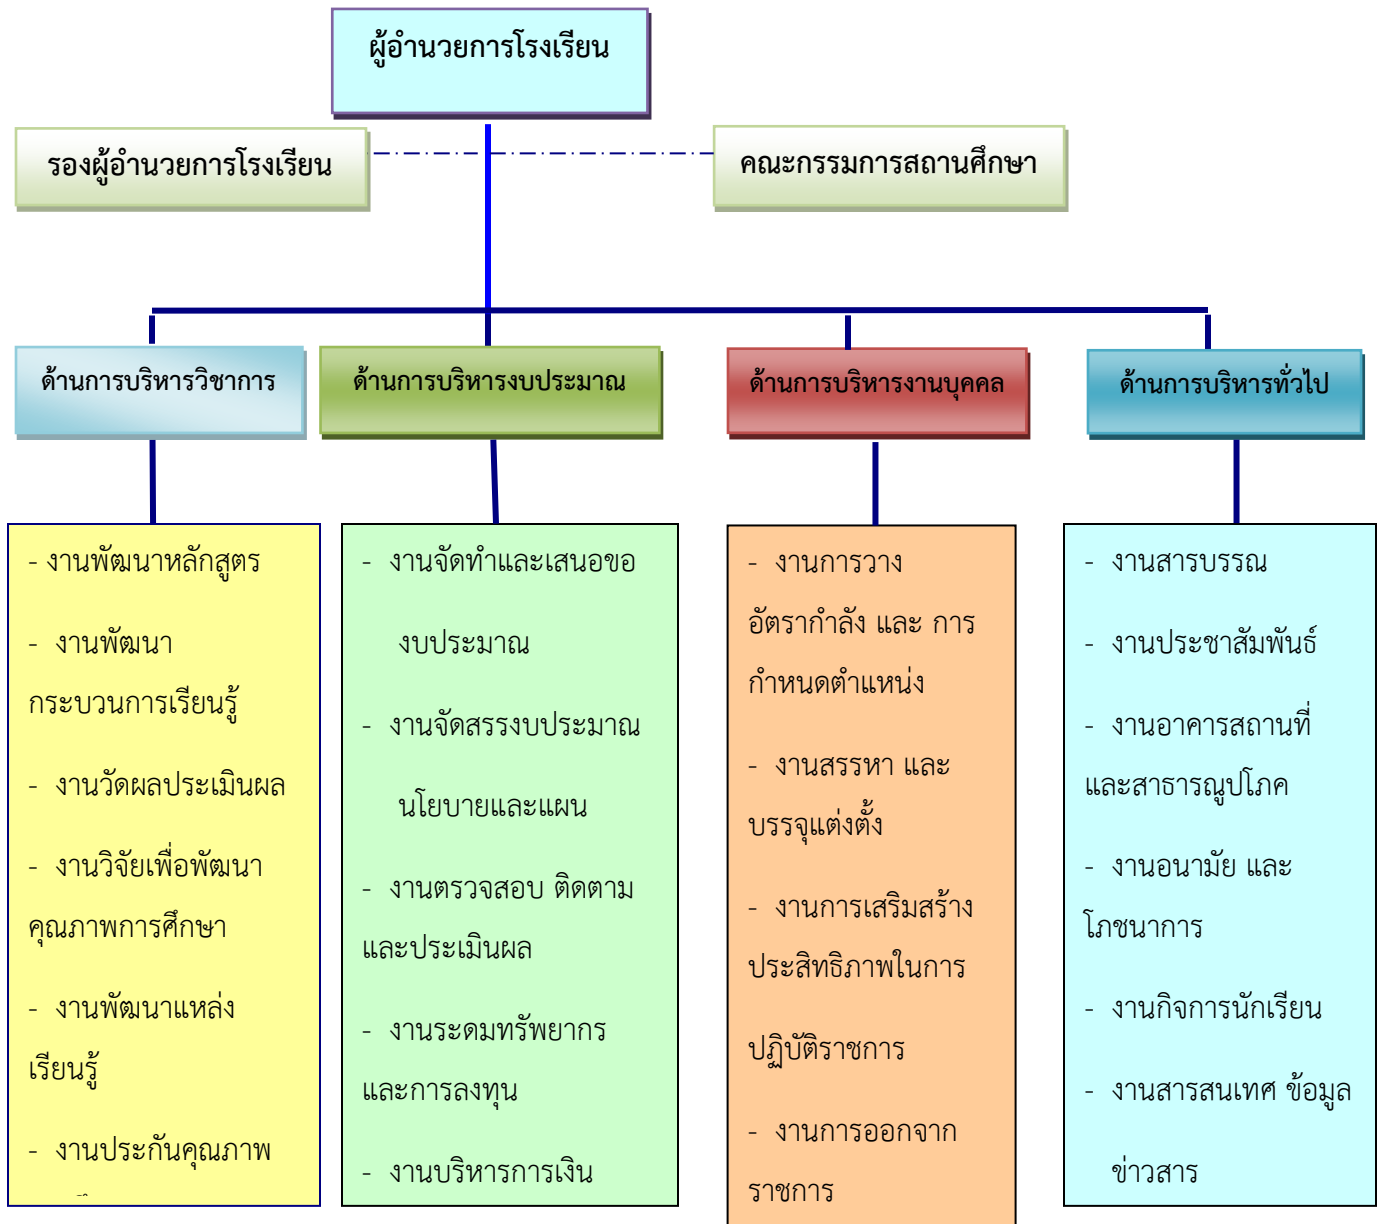 ผู้อำนวยการโรงเรียน
รองผู้อำนวยการโรงเรียน
คณะกรรมการสถานศึกษา
ด้านการบริหารวิชาการ
ด้านการบริหารงบประมาณ
ด้านการบริหารงานบุคคล
ด้านการบริหารทั่วไป
- งานพัฒนาหลักสูตร
- งานพัฒนา
กระบวนการเรียนรู้
- งานวัดผลประเมินผล
- งานวิจัยเพื่อพัฒนา
คุณภาพการศึกษา
- งานพัฒนาแหล่ง
เรียนรู้
- งานประกันคุณภาพ
- งานจัดทำและเสนอขอ
งบประมาณ
- งานจัดสรรงบประมาณ
นโยบายและแผน
- งานตรวจสอบ ติดตาม
และประเมินผล
- งานระดมทรัพยากร
และการลงทุน
- งานบริหารการเงิน
- งานการวาง
อัตรากำลัง และ การ
กำหนดตำแหน่ง
- งานสรรหา และ
บรรจุแต่งตั้ง
- งานการเสริมสร้าง
ประสิทธิภาพในการ
ปฏิบัติราชการ
- งานการออกจาก
ราชการ
- งานสารบรรณ
- งานประชาสัมพันธ์
- งานอาคารสถานที่
และสาธารณูปโภค
- งานอนามัย และ
โภชนาการ
- งานกิจการนักเรียน
- งานสารสนเทศ ข้อมูล
ข่าวสาร